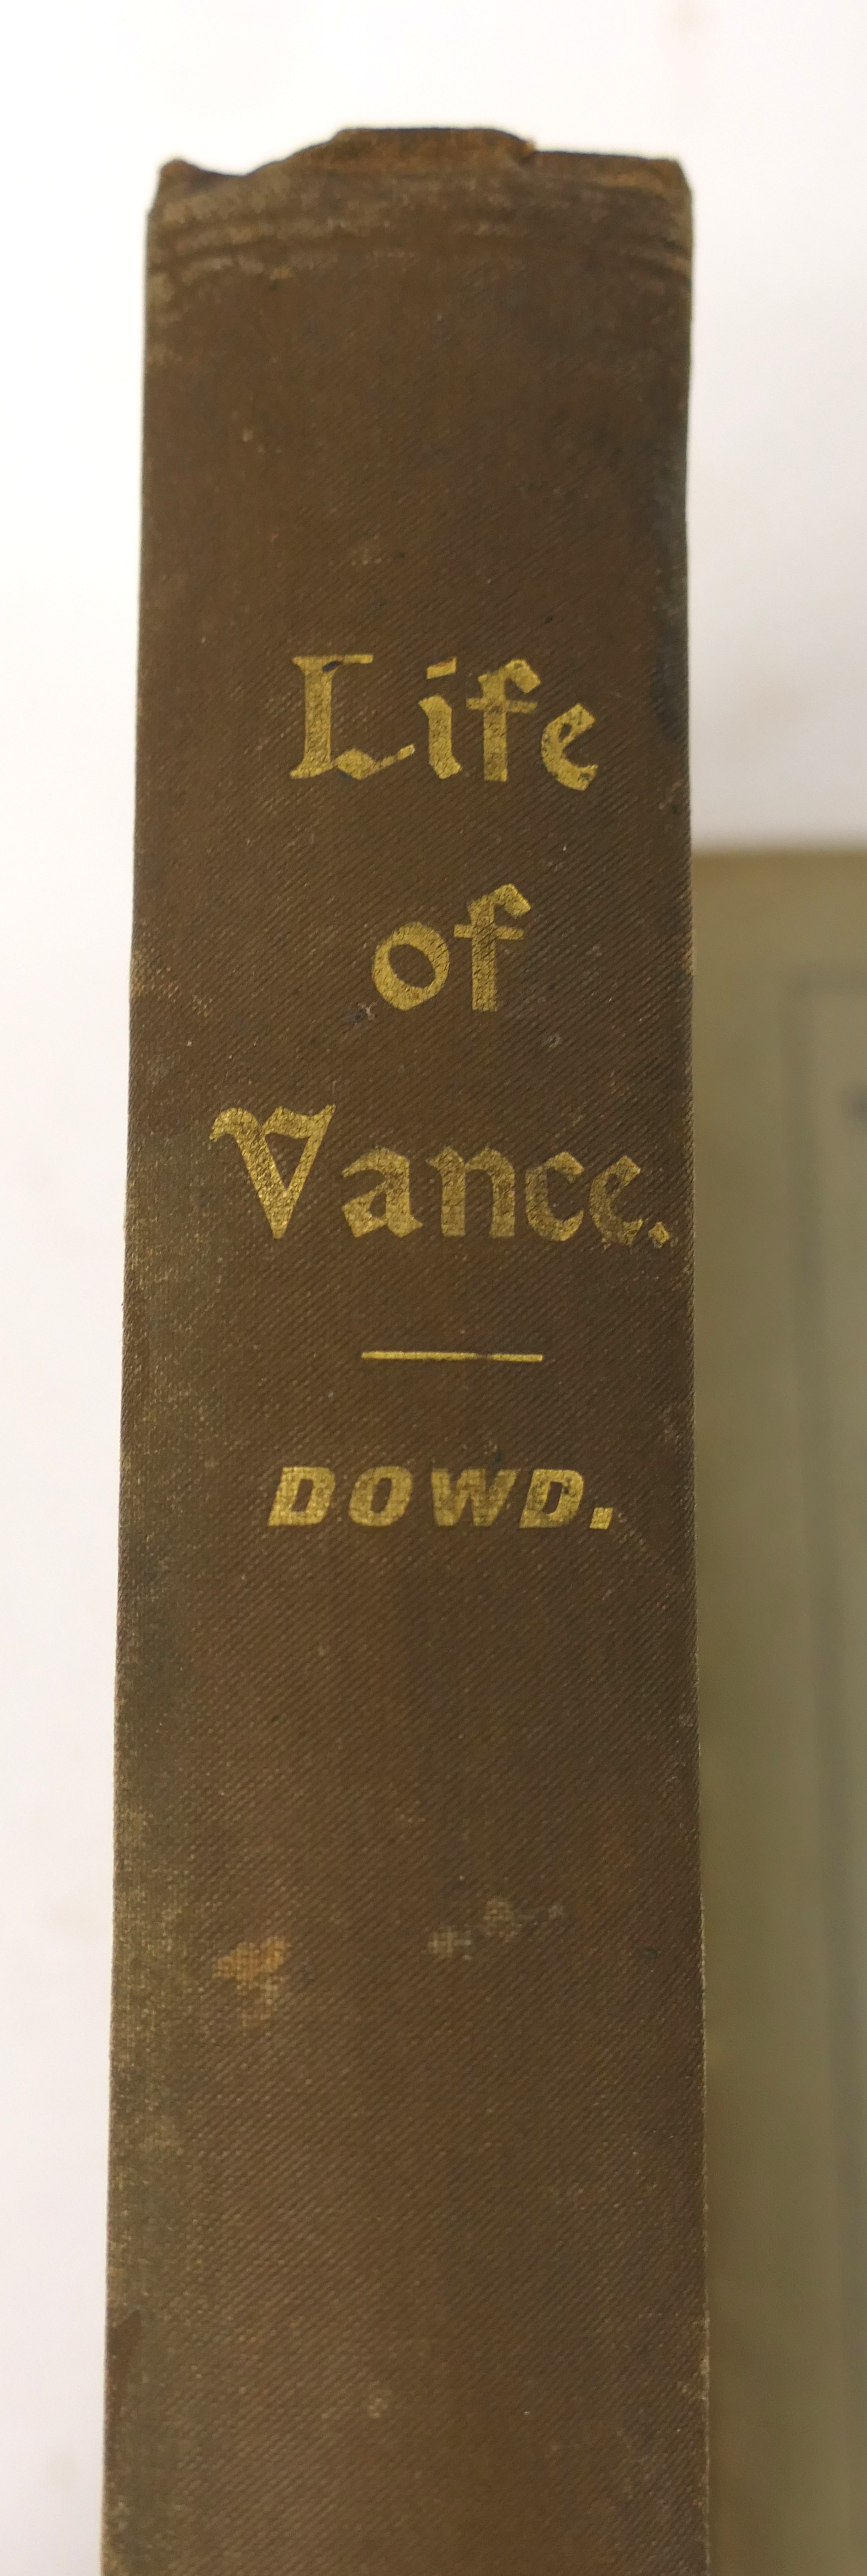 Life
of
Vance.
DOWD.